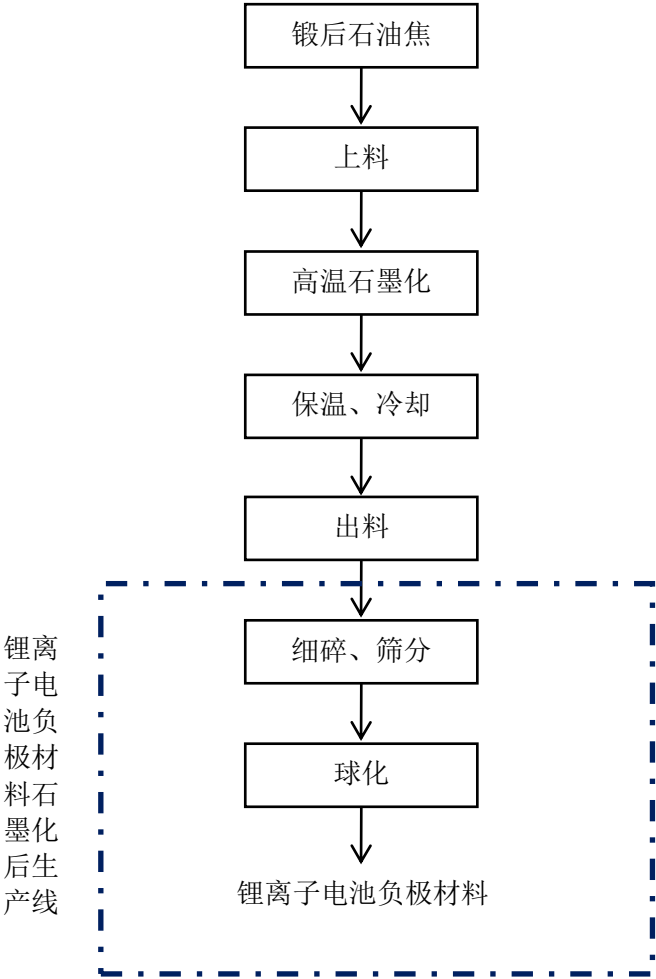 锻后石油焦
上料
高温石墨化
保温、冷却
出料
细碎、筛分
球化
锂离子电池负极材料
锂离
子电
池负
极材
料石
墨化
后生
产线